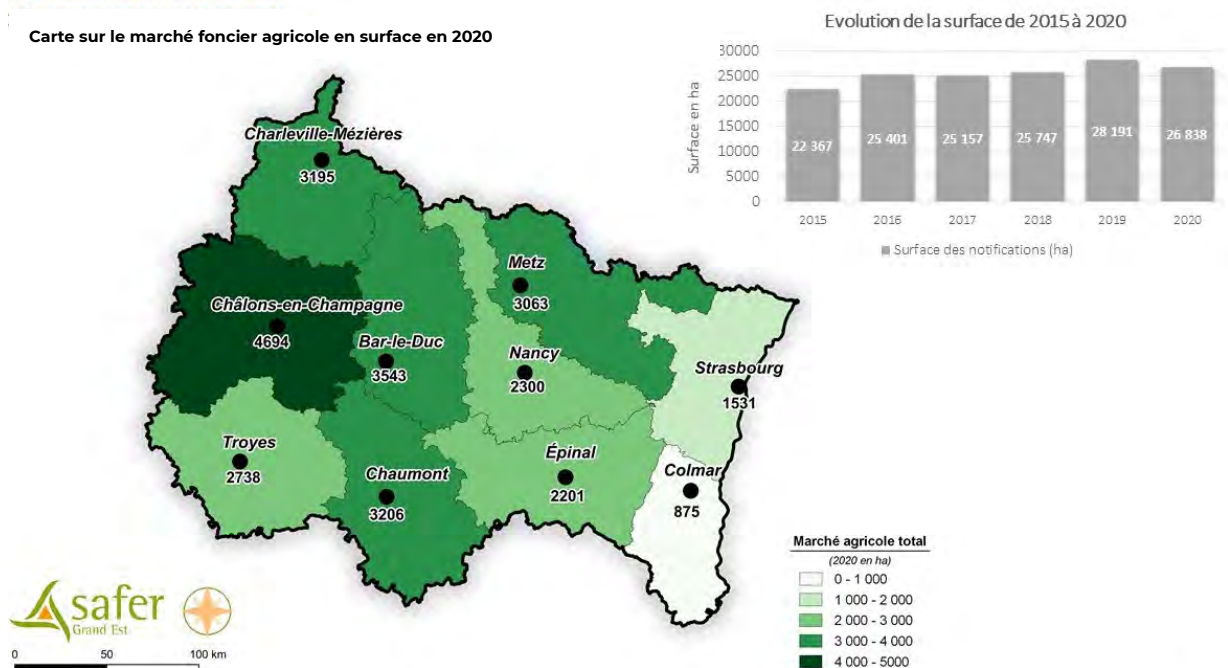 Carte sur le marché foncier agricole en surface en 2020
Evolution de la surface de 2015 à 2020
Surface en ha
30000
25000
20000
15000
10000
5000
0
22 367
25 401
25 157
25 747
28 191
26 838
2015
2016
2017
2018
2019
2020
Surface des notifications (ha)
Charleville-Mézières
3195
Metz
3063
Châlons-en-Champagne
4694
Bar-le-Duc
3543
Nancy
2300
Strasbourg
1531
Troyes
2738
Chaumont
3206
Épinal
2201
Colmar
875
Marché agricole total
(2020 en ha)
0 - 1 000
1 000 - 2 000
2 000 - 3 000
3 000 - 4 000
4 000 - 5000
safer
Grand Est
0 50 100 km